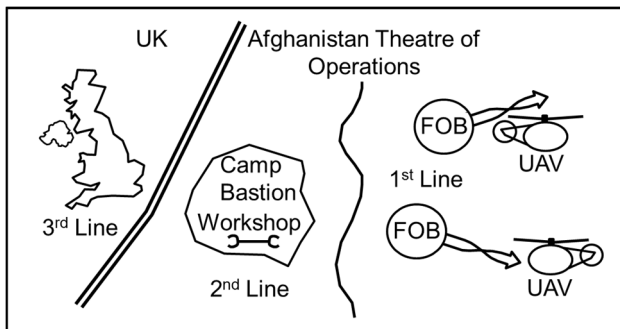 UK
Afghanistan Theatre of
Operations
3rd Line
Camp
Bastion
Workshop
2nd Line
1st Line
FOB
UAV
FOB
UAV